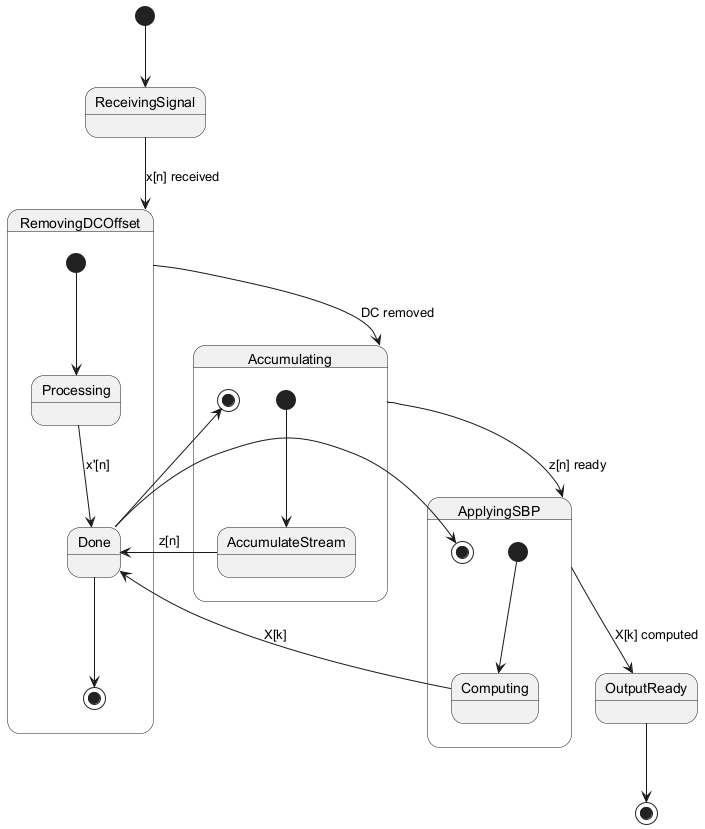 ReceivingSignal
x[n] received
RemovingDCOffset
DC removed
Accumulating
Processing
x'[n]
z[n] ready
ApplyingSBP
Done
z[n]
AccumulateStream
X[k]
X[k] computed
Computing
OutputReady